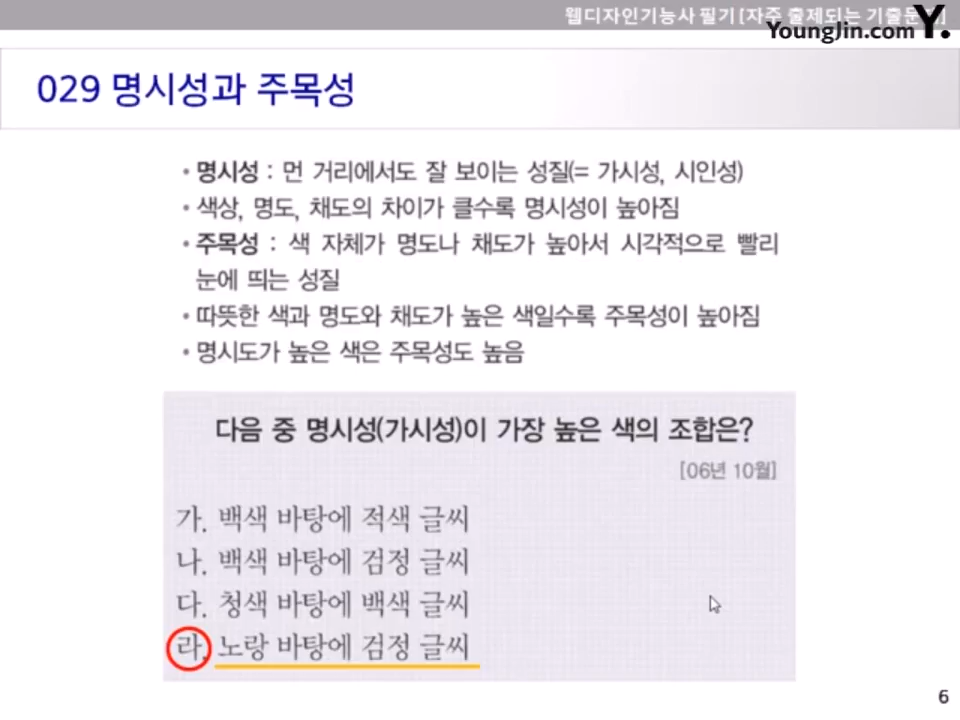 웹디자인기능사 필기 [자주 출제되는 기출문제]
YoungJin.com Y.
029 명시성과 주목성
• 명시성 : 먼 거리에서도 잘 보이는 성질(= 가시성, 시인성)
• 색상, 명도, 채도의 차이가 클수록 명시성이 높아짐
• 주목성 : 색 자체가 명도나 채도가 높아서 시각적으로 빨리
눈에 띄는 성질
• 따뜻한 색과 명도와 채도가 높은 색일수록 주목성이 높아짐
• 명시도가 높은 색은 주목성도 높음
다음 중 명시성(가시성)이 가장 높은 색의 조합은?
[06년 10월]
가. 백색 바탕에 적색 글씨
나. 백색 바탕에 검정 글씨
다. 청색 바탕에 백색 글씨
라. 노랑 바탕에 검정 글씨
6